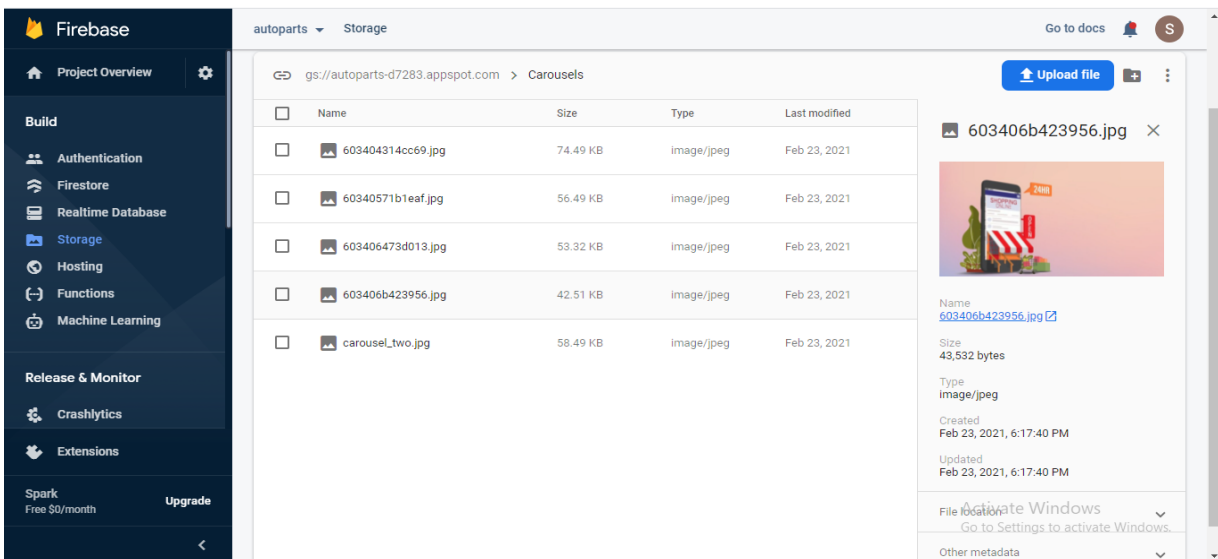 Firebase
autoparts Storage Go to docs S
Project Overview
gs://autoparts-d7283.appspot.com > Carousels Upload file
Build
Authentication
Firestore
Realtime Database
Storage
Hosting
Functions
Machine Learning
Release & Monitor
Crashlytics
Extensions
Spark
Free $0/month Upgrade
Name Size Type Last modified
603404314cc69.jpg 74.49 KB image/jpeg Feb 23, 2021
60340571b1eaf.jpg 56.49 KB image/jpeg Feb 23, 2021
603406473d013.jpg 53.32 KB image/jpeg Feb 23, 2021
603406b423956.jpg 42.51 KB image/jpeg Feb 23, 2021
carousel_two.jpg 58.49 KB image/jpeg Feb 23, 2021
603406b423956.jpg
24HR
SHOPPING
ONLINE
Name
603406b423956.jpg
Size
43,532 bytes
Type
image/jpeg
Created
Feb 23, 2021, 6:17:40 PM
Updated
Feb 23, 2021, 6:17:40 PM
File location
Activate Windows
Go to Settings to activate Windows.
Other metadata